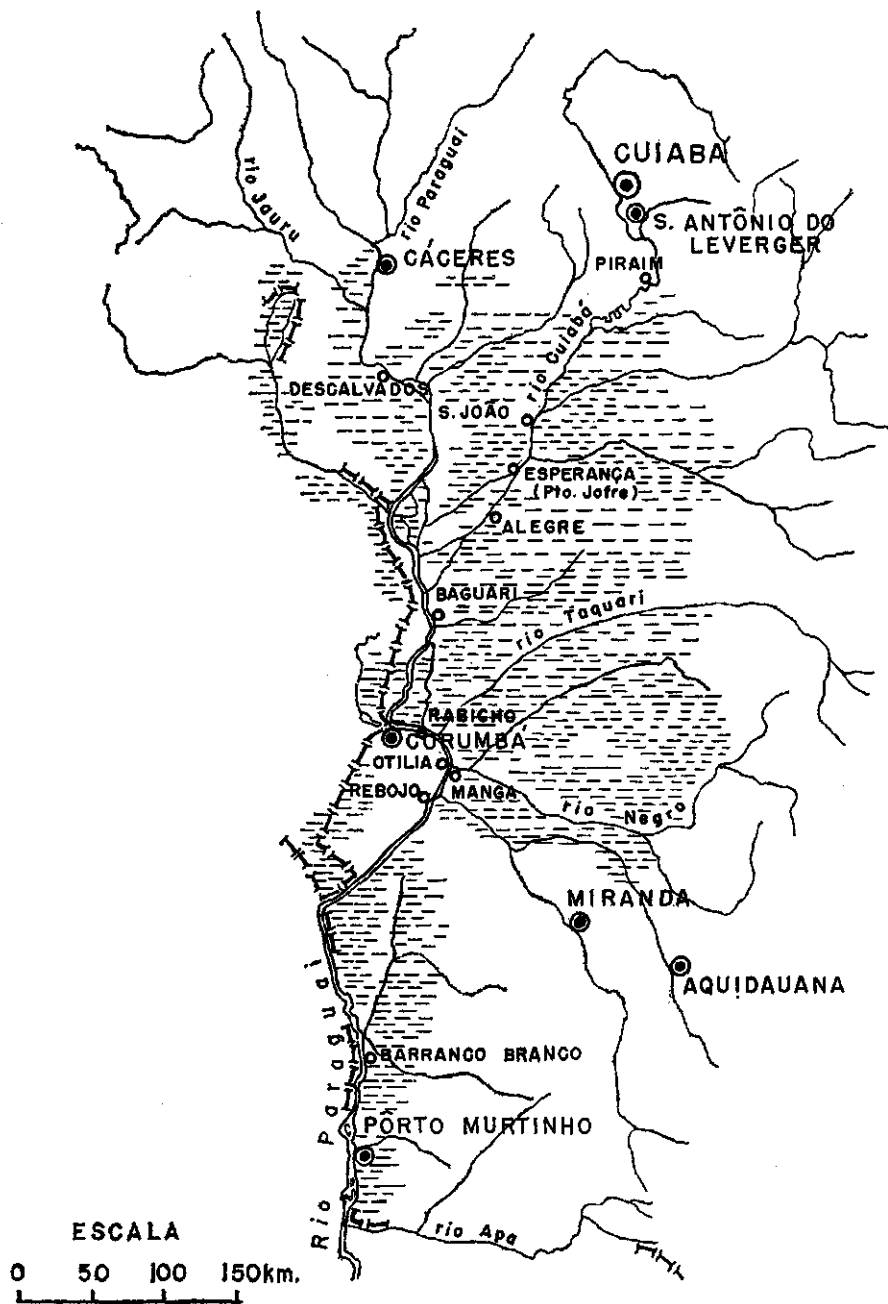 rio Jauru
rio Paraguai
CUIABA
S. ANTÔNIO DO
LEVERGER
CÁCERES
PIRAIM
rio Cuiabá
DESCALVADOS
S. JOÃO
ESPERANÇA
(Pto. Jofre)
ALEGRE
BAGUARI
rio Taquari
RABICHO
CORUMBÁ
OTILIA
REBOJO
MANGA
rio Negro
MIRANDA
AQUIDAUANA
Rio Paraguai
BARRANCO BRANCO
PÔRTO MURTINHO
rio Apa
ESCALA
0 50 100 150km.